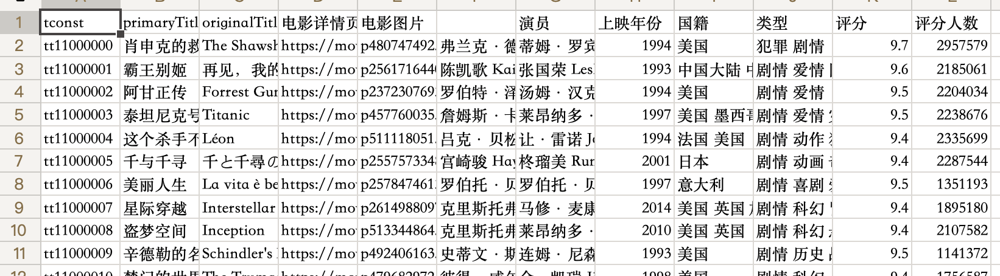 1 tconst primaryTitl originalTitl 电影详情页 电影图片 演员 上映年份 国籍 类型 评分 评分人数
2 tt11000000 肖申克的救 The Shawsh https://mo p480747492. 弗兰克·德 蒂姆·罗宾 1994 美国 犯罪 剧情 9.7 2957579
3 tt11000001 霸王别姬 再见，我的 https://mo p256171644 陈凯歌 Kai 张国荣 Les 1993 中国大陆 中 剧情 爱情 9.6 2185061
4 tt11000002 阿甘正传 Forrest Gur https://mo p237230769 罗伯特·泽 汤姆·汉克 1994 美国 剧情 爱情 9.5 2204034
5 tt11000003 泰坦尼克号 Titanic https://mo p457760035. 詹姆斯·卡 莱昂纳多· 1997 美国 墨西哥 剧情 爱情 9.5 2238676
6 tt11000004 这个杀手不 Léon https://mo p511118051. 吕克·贝松 让·雷诺 Je 1994 法国 美国 剧情 动作 9.4 2335699
7 tt11000005 千与千寻 千と千尋の https://mo p255757334 宫崎骏 Hay 柊瑠美 Rum 2001 日本 剧情 动画 9.4 2287544
8 tt11000006 美丽人生 La vita è be https://mo p257847461 罗伯托·贝 罗伯托·贝 1997 意大利 剧情 喜剧 9.5 1351193
9 tt11000007 星际穿越 Interstellar https://mo p261498809 克里斯托弗 马修·麦康 2014 美国 英国 剧情 科幻 9.4 1895180
10 tt11000008 盗梦空间 Inception https://mo p513344864. 克里斯托弗 莱昂纳多· 2010 美国 英国 剧情 科幻 9.4 2107582
11 tt11000009 辛德勒的名 Schindler's https://mo p492406163. 史蒂文·斯 连姆·尼森 1993 美国 剧情 历史 9.5 1141372